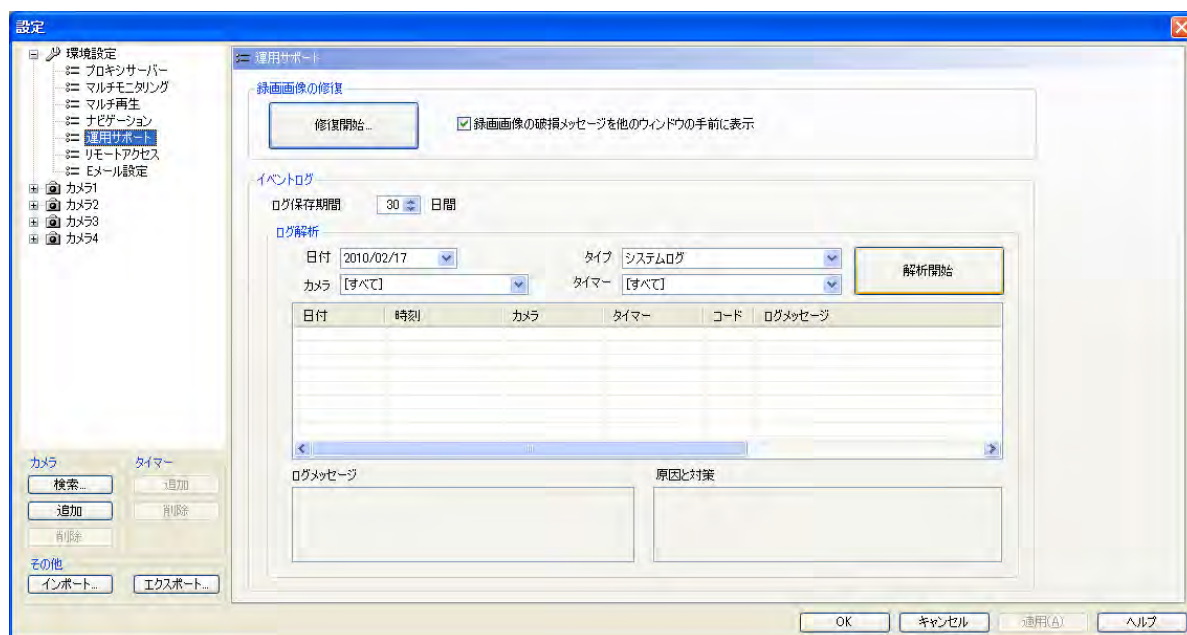 設定
環境設定
プロキシサーバー
マルチモニタリング
マルチ再生
ナビゲーション
運用サポート
リモートアクセス
Eメール設定
カメラ1
カメラ2
カメラ3
カメラ4
カメラ
タイマー
検索...
追加
追加
削除
削除
その他
インポート...
エクスポート...
運用サポート
録画画像の修復
修復開始...
録画画像の破損メッセージを他のウィンドウの手前に表示
イベントログ
ログ保存期間 30 日間
ログ解析
日付 2010/02/17 タイプ システムログ
解析開始
カメラ [すべて] タイマー [すべて]
日付 時刻 カメラ タイマー コード ログメッセージ
ログメッセージ 原因と対策
OK キャンセル 適用(A) ヘルプ